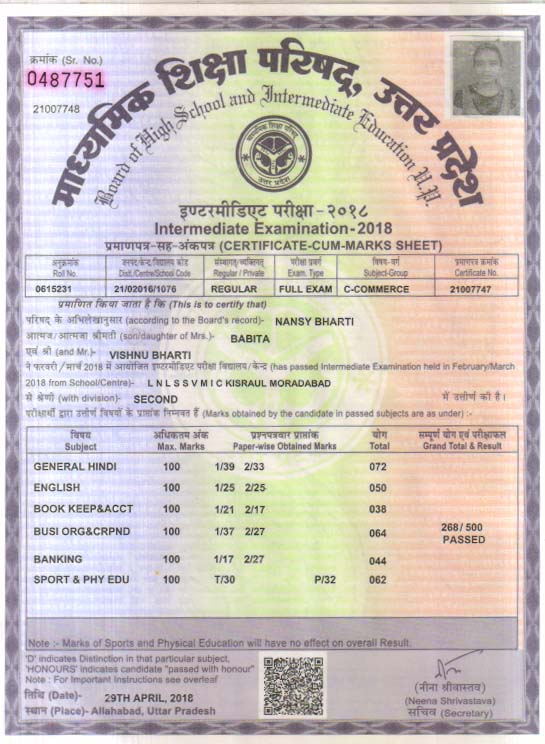 क्रमांक (Sr. No.)
0487751
21007748
माध्यमिक शिक्षा परिषद्, उत्तर प्रदेश
Board of High School and Intermediate Education U.P.
माध्यमिक शिक्षा परिषद्
उत्तर प्रदेश
इण्टरमीडिएट परीक्षा-२०१८
Intermediate Examination-2018
प्रमाणपत्र-सह-अंकपत्र (CERTIFICATE-CUM-MARKS SHEET)
अनुक्रमांक जनपद/केन्द्र/विद्यालय कोड संस्थागत/व्यक्तिगत परीक्षा प्रवर्ग विषय-वर्ग प्रमाणपत्र क्रमांक
Roll No. Distt./Centre/School Code Regular / Private Exam. Type Subject-Group Certificate No.
0615231 21/02016/1076 REGULAR FULL EXAM C-COMMERCE 21007747
प्रमाणित किया जाता है कि (This is to certify that)
परिषद के अभिलेखानुसार (according to the Board's record)- NANSY BHARTI
आत्मज/आत्मजा श्रीमती (son/daughter of Mrs.)- BABITA
एवं श्री (and Mr.)- VISHNU BHARTI
ने फरवरी/मार्च 2018 में आयोजित इण्टरमीडिएट परीक्षा विद्यालय/केन्द्र (has passed Intermediate Examination held in February/March
2018 from School/Centre)- L N L S S V M I C KISRAUL MORADABAD
से श्रेणी (with division)- SECOND में उत्तीर्ण की है।
परीक्षार्थी द्वारा उत्तीर्ण विषयों के प्राप्तांक निम्नवत हैं (Marks obtained by the candidate in passed subjects are as under) :-
विषय अधिकतम अंक प्रश्नपत्रवार प्राप्तांक योग सम्पूर्ण योग एवं परीक्षाफल
Subject Max. Marks Paper-wise Obtained Marks Total Grand Total & Result
GENERAL HINDI 100 1/39 2/33 072
ENGLISH 100 1/25 2/25 050
BOOK KEEP&ACCT 100 1/21 2/17 038
BUSI ORG&CRPND 100 1/37 2/27 064 268/500
PASSED
BANKING 100 1/17 2/27 044
SPORT & PHY EDU 100 T/30 P/32 062
Note :- Marks of Sports and Physical Education will have no effect on overall Result.
'D' indicates Distinction in that particular subject.
'HONOURS' indicates candidate "passed with honour"
Note : For Important Instructions see overleaf
तिथि (Date)- 29TH APRIL, 2018
स्थान (Place)- Allahabad, Uttar Pradesh
(नीना श्रीवास्तव)
(Neena Shrivastava)
सचिव (Secretary)